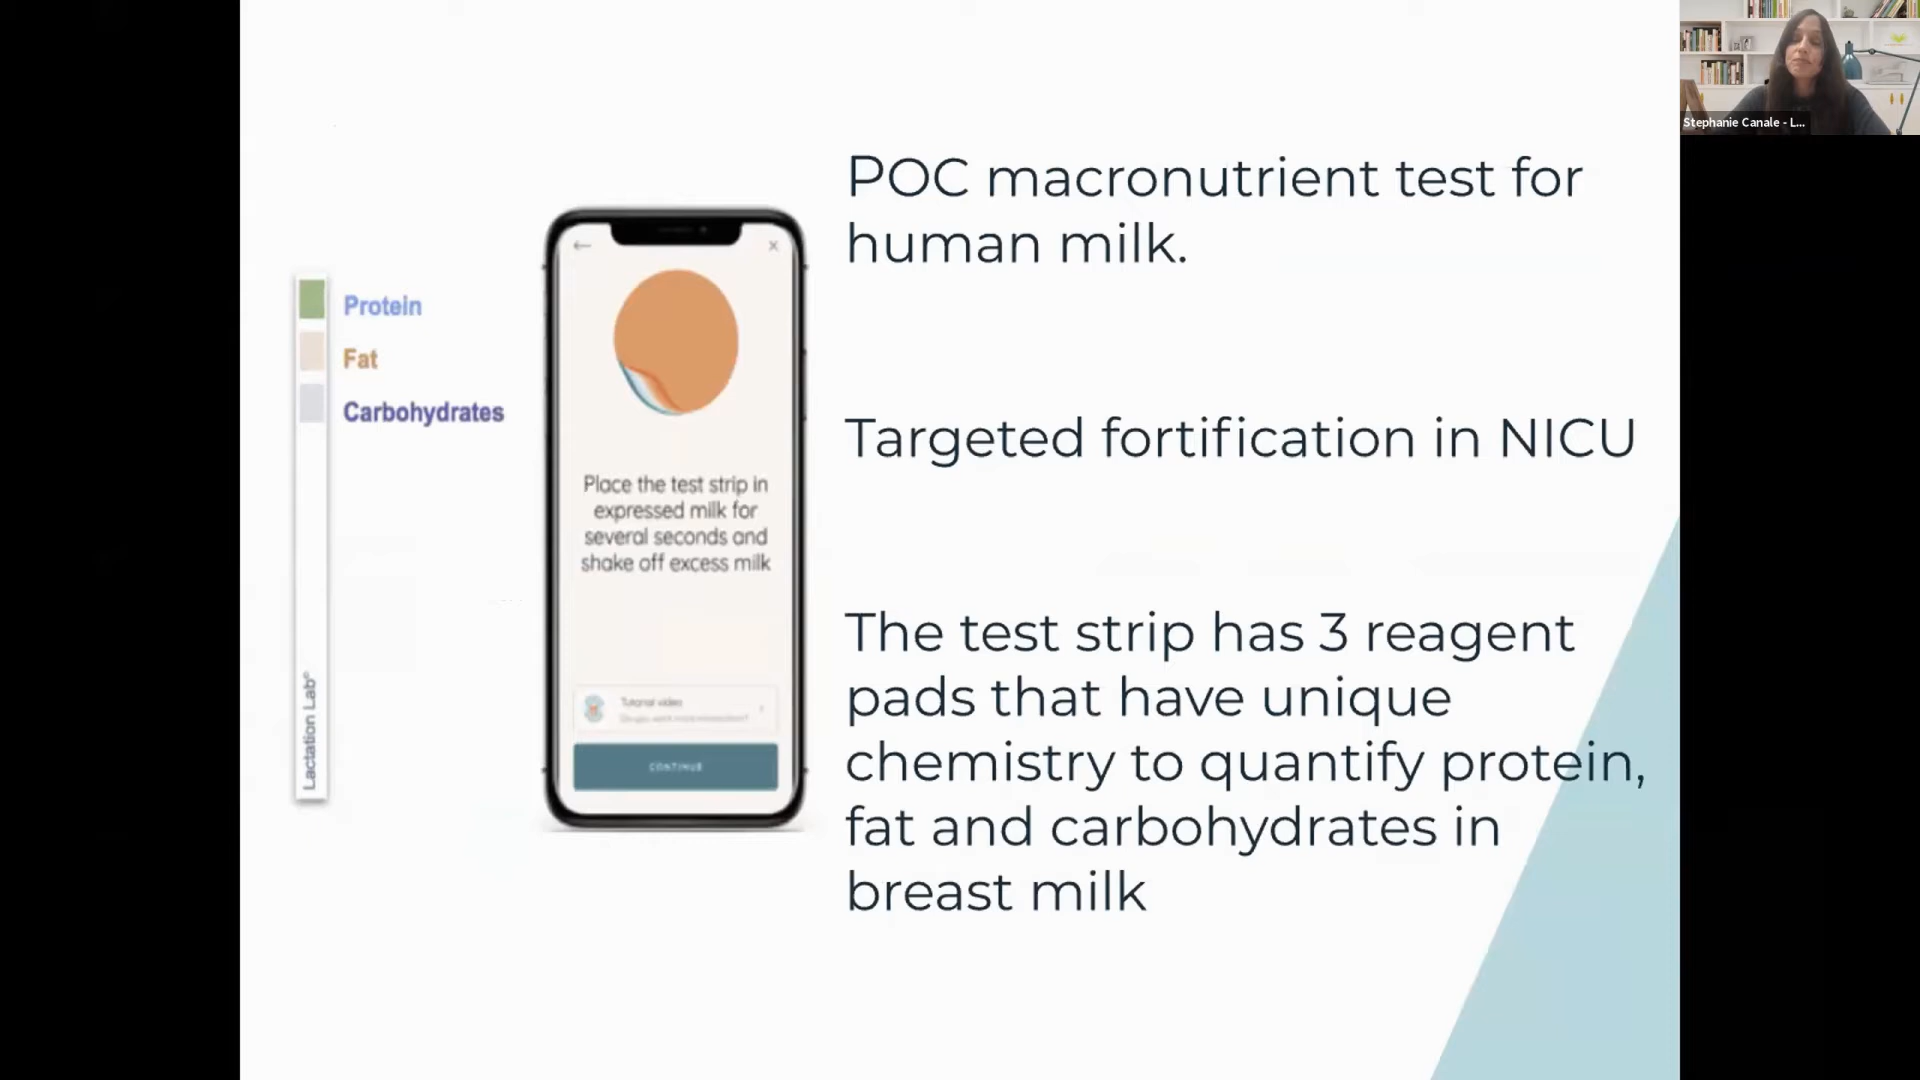 Stephanie Canale - L...
POC macronutrient test for
human milk.
Protein
Fat
Carbohydrates
Lactation Lab®
Place the test strip in
expressed milk for
several seconds and
shake off excess milk
Tutorial video
CONTINUE
Targeted fortification in NICU
The test strip has 3 reagent
pads that have unique
chemistry to quantify protein,
fat and carbohydrates in
breast milk